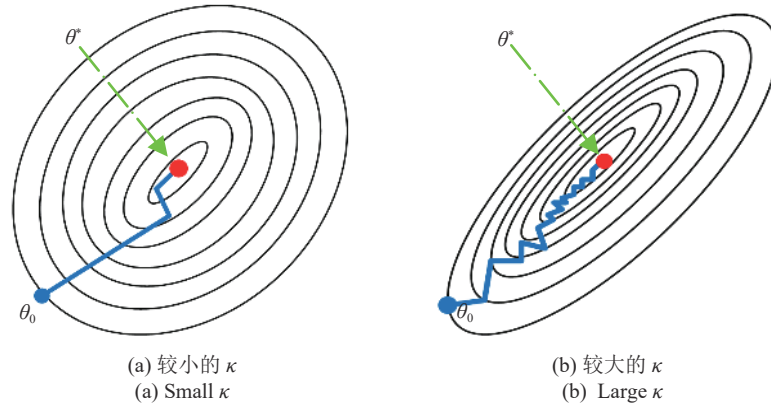 θ*
θ₀
(a) 较小的 κ
(a) Small κ
θ*
θ₀
(b) 较大的 κ
(b) Large κ